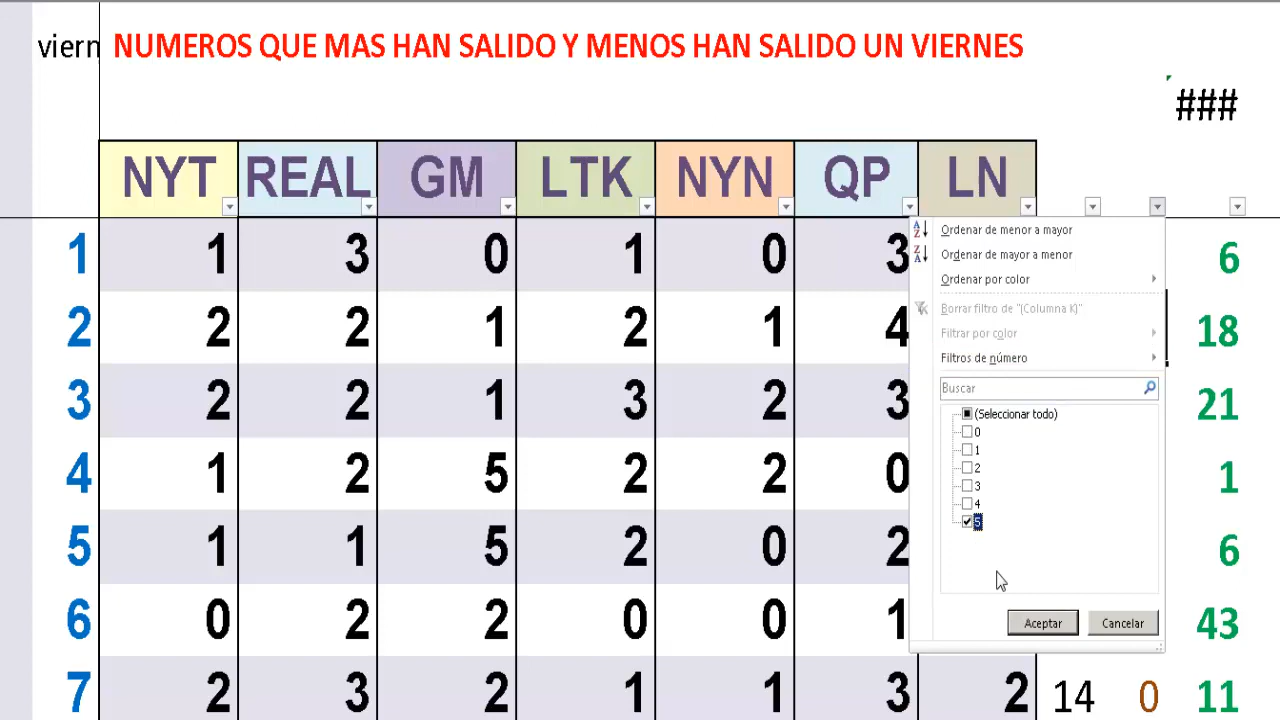 viern NUMEROS QUE MAS HAN SALIDO Y MENOS HAN SALIDO UN VIERNES
###
NYT REAL GM LTK NYN QP LN
Ordenar de menor a mayor
Ordenar de mayor a menor
Ordenar por color
Borrar filtro de "(Columna K)"
Filtrar por color
Filtros de número
Buscar
(Seleccionar todo)
0
1
2
3
4
5
Aceptar Cancelar
1 1 3 0 1 0 3 6
2 2 2 1 2 1 4 18
3 2 2 1 3 2 3 21
4 1 2 5 2 2 0 1
5 1 1 5 2 0 2 6
6 0 2 2 0 0 1 43
7 2 3 2 1 1 3 2 14 0 11